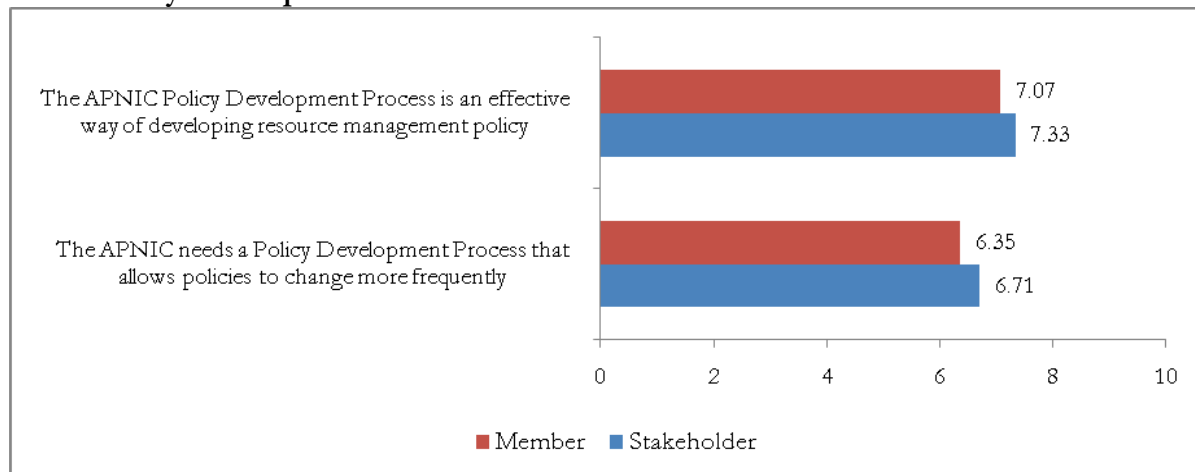 The APNIC Policy Development Process is an effective
way of developing resource management policy
7.07
7.33
The APNIC needs a Policy Development Process that
allows policies to change more frequently
6.35
6.71
0 2 4 6 8 10
Member Stakeholder